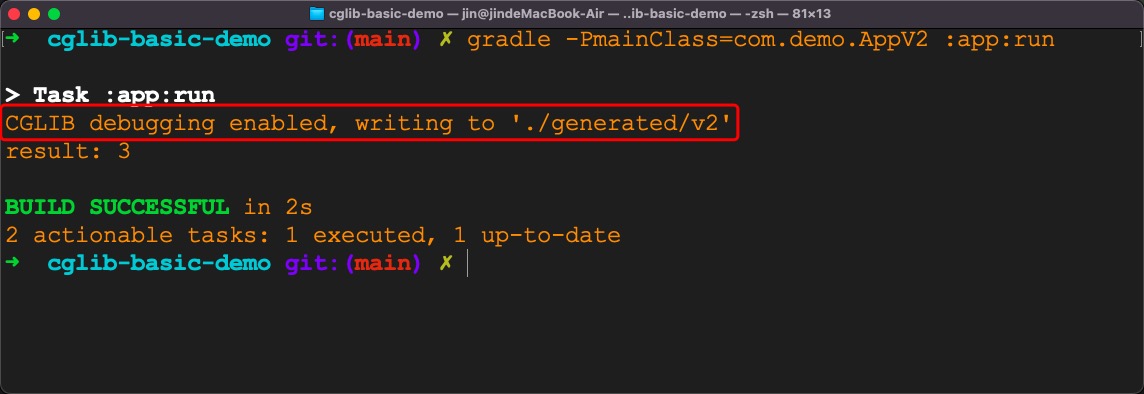 cglib-basic-demo — jin@jindeMacBook-Air — ..ib-basic-demo — -zsh — 81×13
[➜  cglib-basic-demo git:(main) ✗ gradle -PmainClass=com.demo.AppV2 :app:run ]
> Task :app:run
CGLIB debugging enabled, writing to './generated/v2'
result: 3
BUILD SUCCESSFUL in 2s
2 actionable tasks: 1 executed, 1 up-to-date
➜  cglib-basic-demo git:(main) ✗